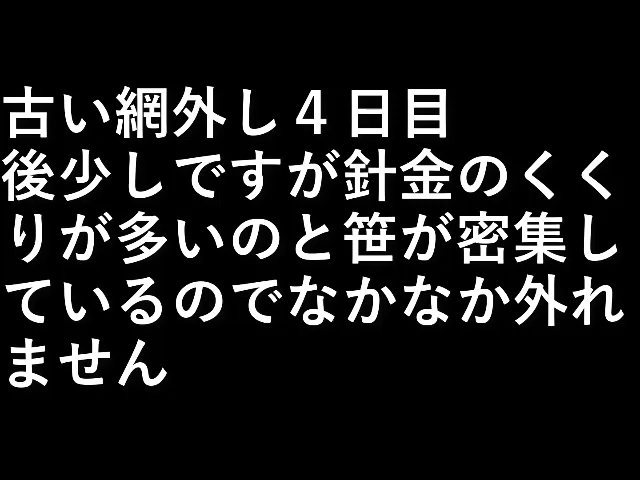 古い網外し４日目
後少しですが針金のくく
りが多いのと笹が密集し
ているのでなかなか外れ
ません